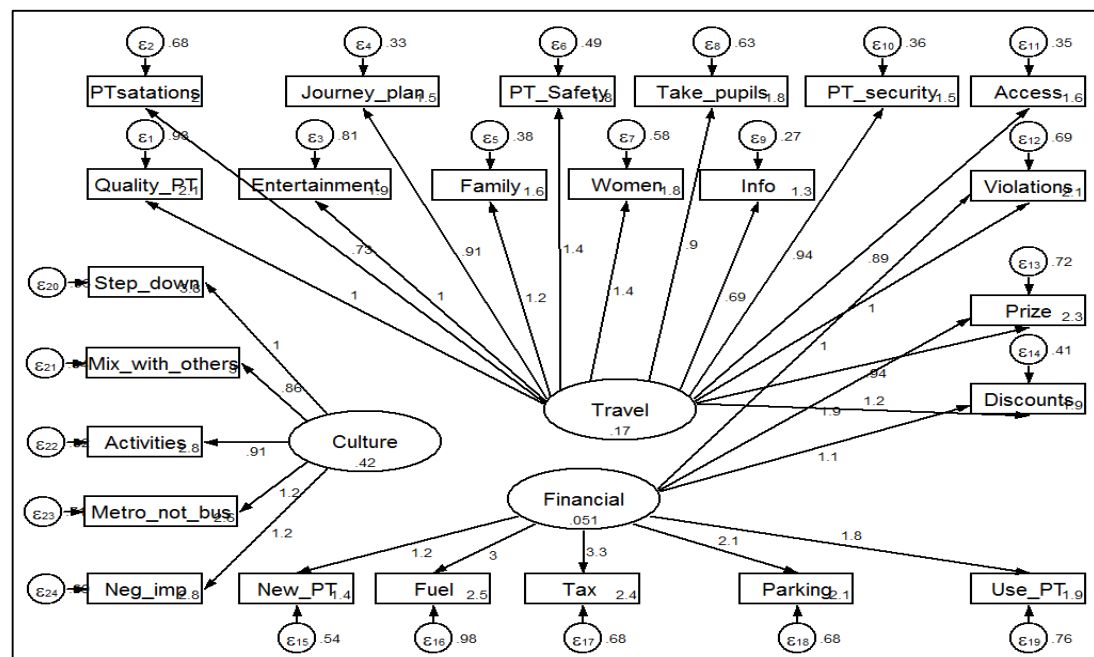 ε2 .68
ε4 .33
ε6 .49
ε8 .63
ε10 .36
ε11 .35
PTsatations 2
Journey_plan 1.5
PT_Safety 1.8
Take_pupils 1.8
PT_security 1.5
Access 1.6
ε1 .98
ε3 .81
ε5 .38
ε7 .58
ε9 .27
ε12 .69
Quality_PT 2.1
Entertainment 1.9
Family 1.6
Women 1.8
Info 1.3
Violations 2.1
.73
.91
1.4
.9
.94
.89
ε13 .72
ε20
Step_down
1
1
1.2
1.4
.69
1
Prize 2.3
ε21
Mix_with_others
1
.86
1
.94
ε14 .41
Travel
.17
1.9
1.2
Discounts 1.9
ε22
Activities 2.8
.91
Culture
.42
1.1
ε23
Metro_not_bus 2.6
1.2
1.2
Financial
.051
ε24
Neg_imp 2.8
1.2
3
3.3
2.1
1.8
New_PT 1.4
Fuel 2.5
Tax 2.4
Parking 2.1
Use_PT 1.9
ε15 .54
ε16 .98
ε17 .68
ε18 .68
ε19 .76